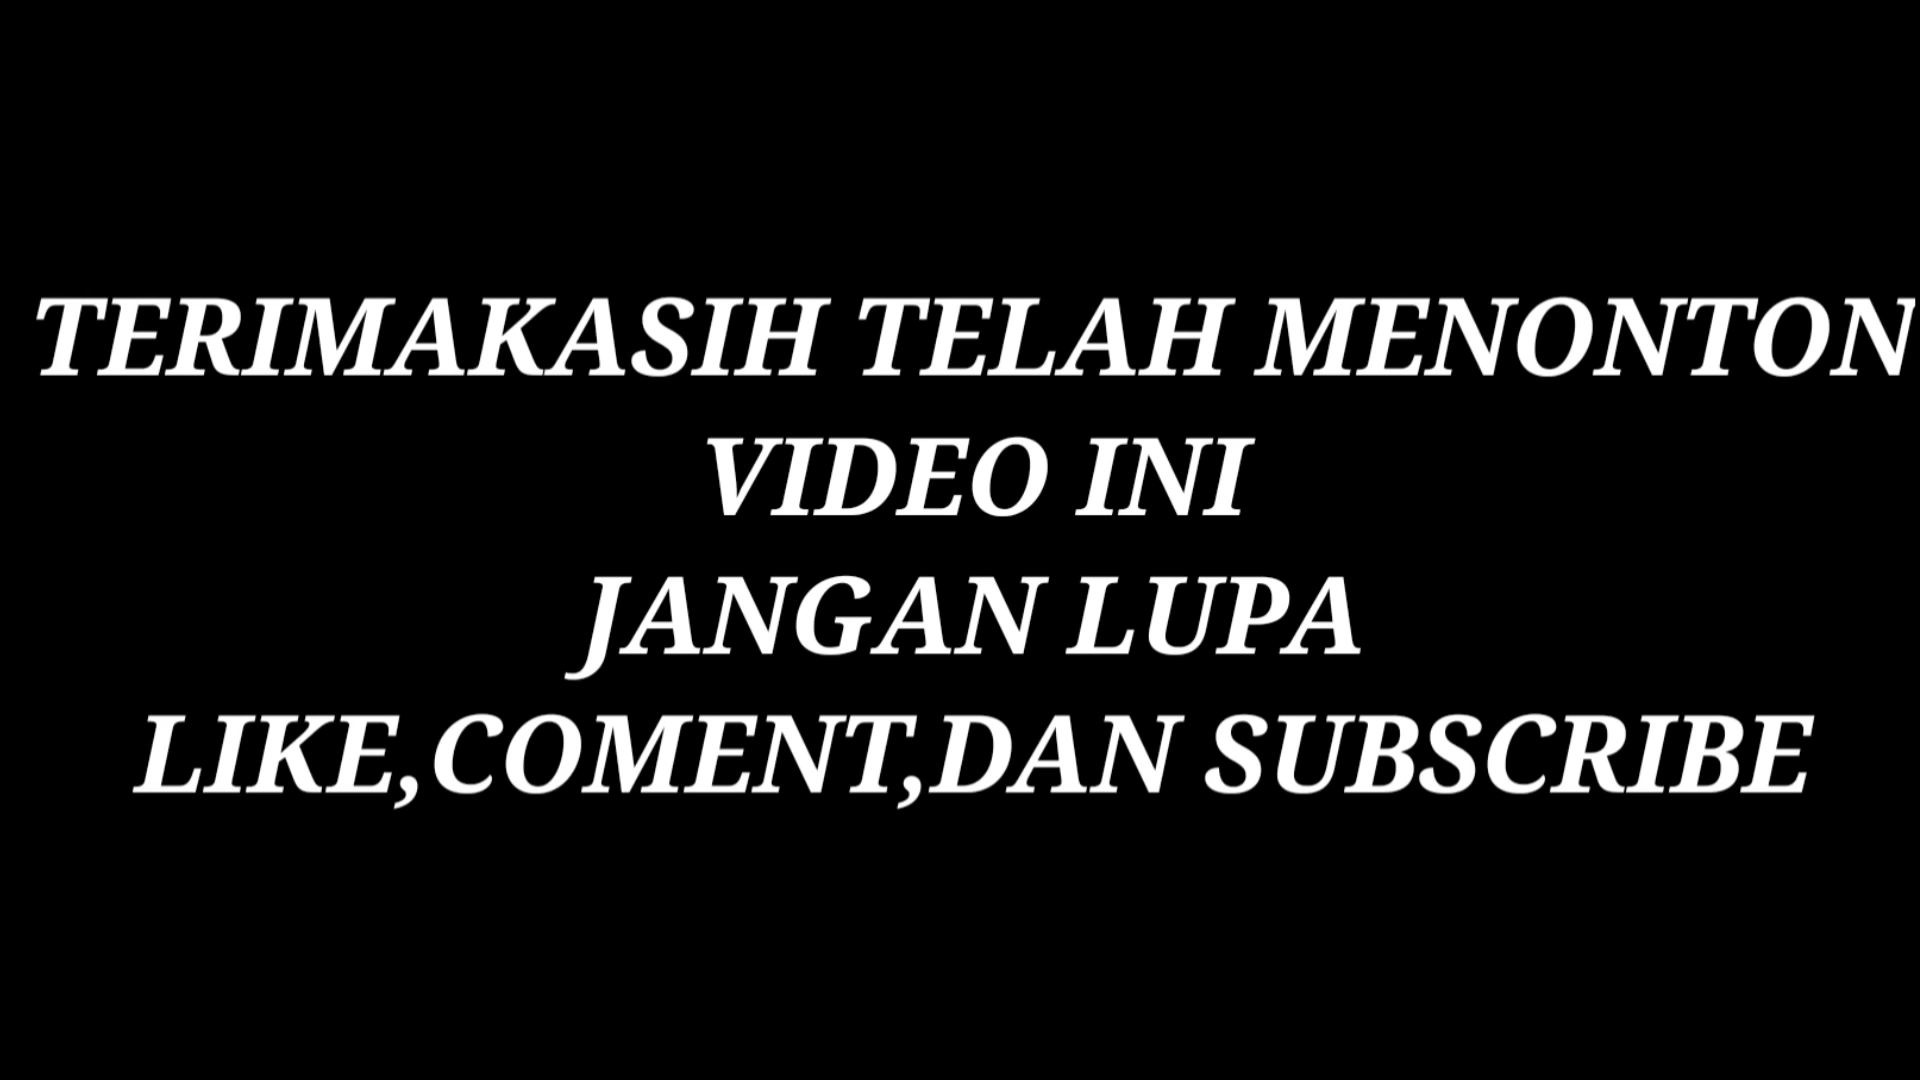 TERIMAKASIH TELAH MENONTON
VIDEO INI
JANGAN LUPA
LIKE,COMENT,DAN SUBSCRIBE